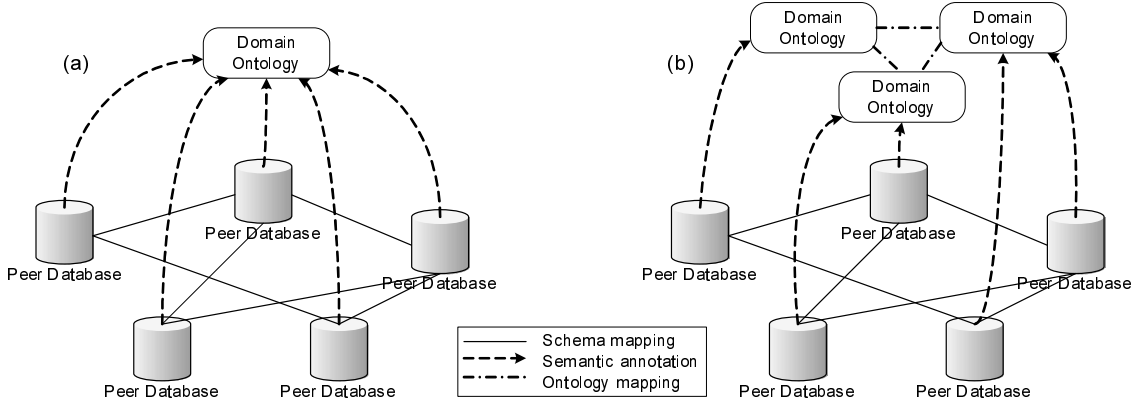 (a)
Domain
Ontology
Peer Database
Peer Database
Peer Database
Peer Database
Peer Database
(b)
Domain
Ontology
Domain
Ontology
Domain
Ontology
Peer Database
Peer Database
Peer Database
Peer Database
Peer Database
Schema mapping
Semantic annotation
Ontology mapping